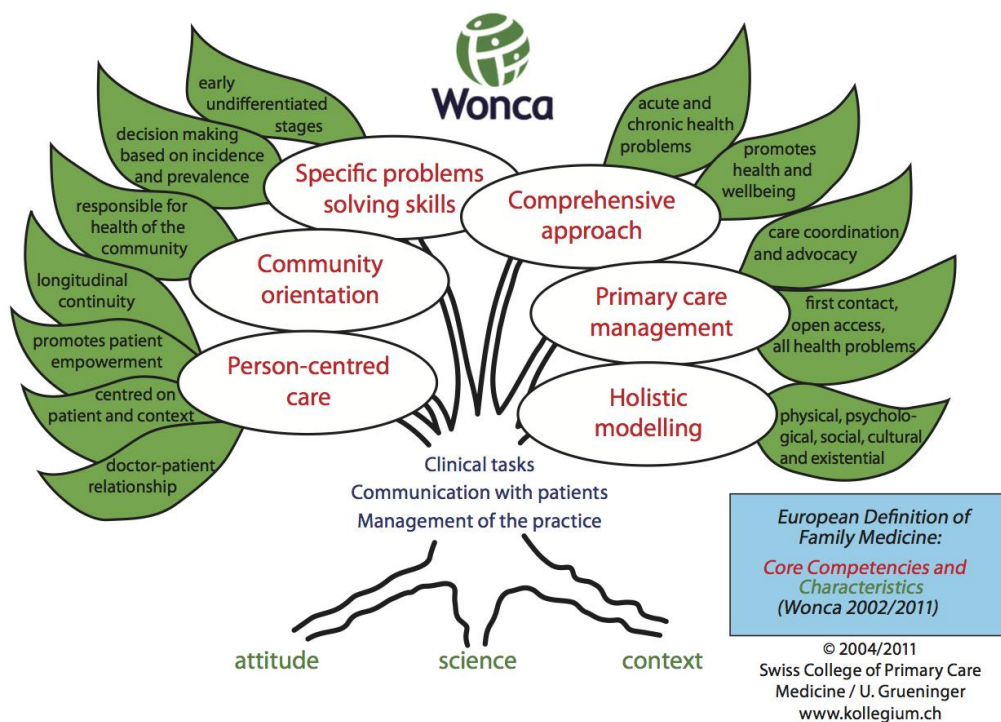 Wonca
early
undifferentiated
stages
decision making
based on incidence
and prevalence
responsible for
health of the
community
longitudinal
continuity
promotes patient
empowerment
centred on
patient and context
doctor-patient
relationship
Specific problems
solving skills
Community
orientation
Person-centred
care
Comprehensive
approach
Primary care
management
Holistic
modelling
acute and
chronic health
problems
promotes
health and
wellbeing
care coordination
and advocacy
first contact,
open access,
all health problems
physical, psycholo-
gical, social, cultural
and existential
Clinical tasks
Communication with patients
Management of the practice
attitude
science
context
European Definition of
Family Medicine:
Core Competencies and
Characteristics
(Wonca 2002/2011)
© 2004/2011
Swiss College of Primary Care
Medicine / U. Grueninger
www.kollegium.ch